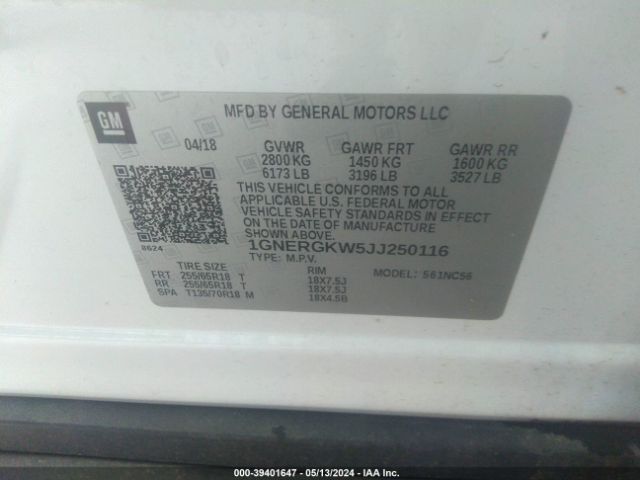 GM
MFD BY GENERAL MOTORS LLC
04/18 GVWR GAWR FRT GAWR RR
2800 KG 1450 KG 1600 KG
6173 LB 3196 LB 3527 LB
THIS VEHICLE CONFORMS TO ALL
APPLICABLE U.S. FEDERAL MOTOR
VEHICLE SAFETY STANDARDS IN EFFECT
ON THE DATE OF MANUFACTURE
SHOWN ABOVE.
8624 1GNERGKW5JJ250116
TYPE: M.P.V. MODEL: S61NC56
TIRE SIZE RIM
FRT 255/65R18 T 18X7.5J
RR 255/65R18 T 18X7.5J
SPA T135/70R18 M 18X4.5B
000-39401647 - 05/13/2024 - IAA Inc.